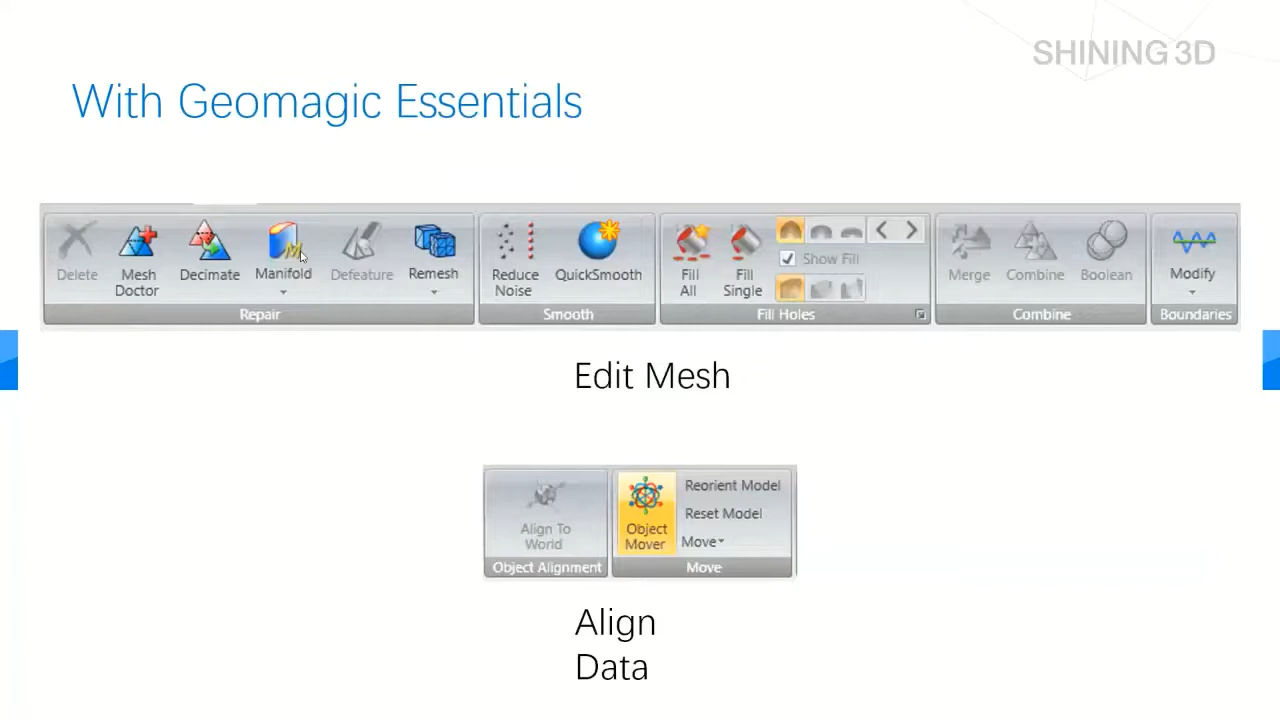 SHINING 3D
With Geomagic Essentials
Delete
Mesh
Doctor
Decimate
Manifold
Defeature
Remesh
Repair
Reduce
Noise
QuickSmooth
Smooth
Fill
All
Fill
Single
Show Fill
Fill Holes
Merge
Combine
Boolean
Combine
Modify
Boundaries
Edit Mesh
Align To
World
Object Alignment
Object
Mover
Reorient Model
Reset Model
Move
Move
Align
Data